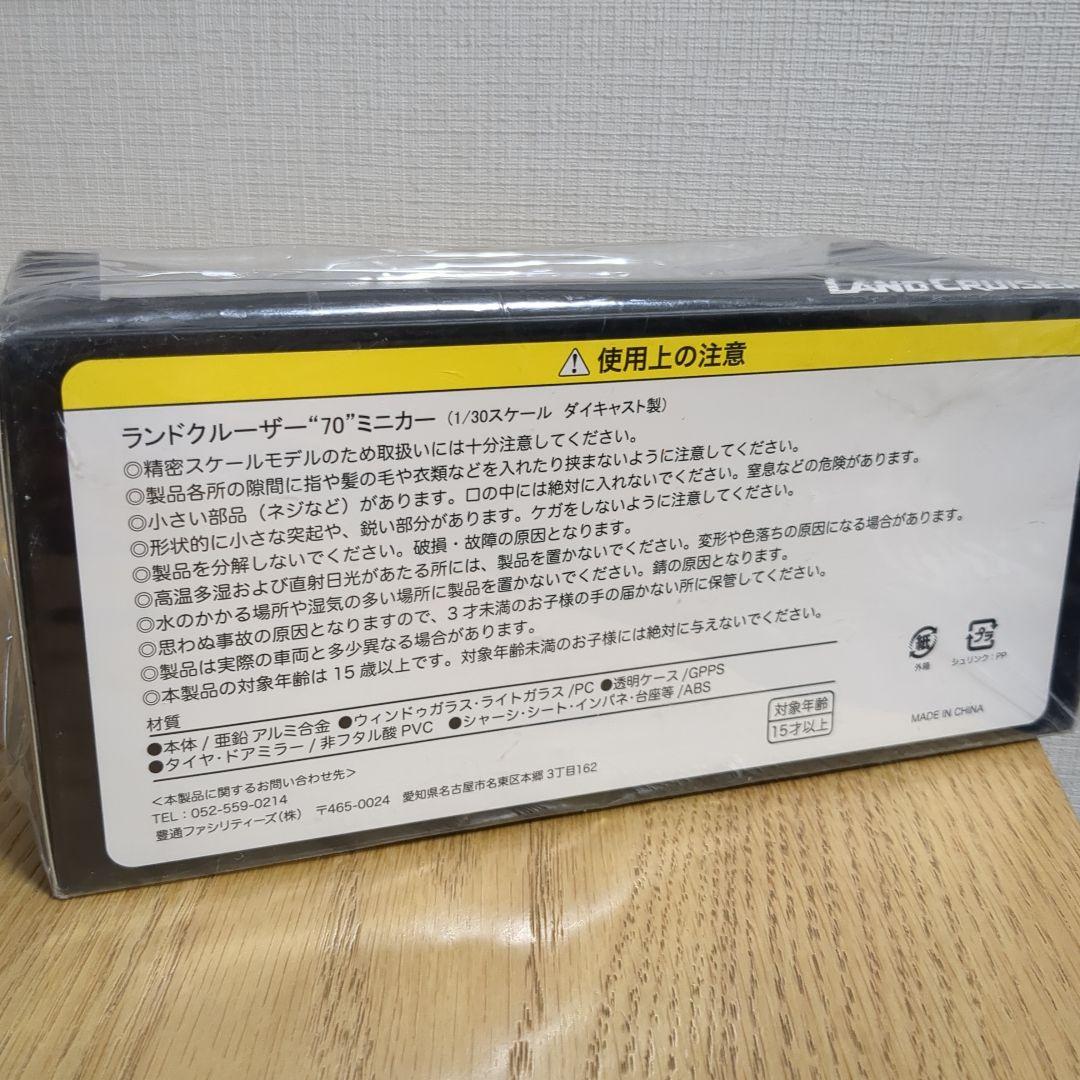 LAND CRUISER
使用上の注意
ランドクルーザー“70”ミニカー（1/30スケール ダイキャスト製）
◎精密スケールモデルのため取扱いには十分注意してください。
◎製品各所の隙間に指や髪の毛や衣類などを入れたり挟まないように注意してください。
◎小さい部品（ネジなど）があります。口の中には絶対に入れないでください。窒息などの危険があります。
◎形状的に小さな突起や、鋭い部分があります。ケガをしないように注意してください。
◎製品を分解しないでください。破損・故障の原因となります。
◎高温多湿および直射日光があたる所には、製品を置かないでください。変形や色落ちの原因になる場合があります。
◎水のかかる場所や湿気の多い場所に製品を置かないでください。錆の原因となります。
◎思わぬ事故の原因となりますので、3才未満のお子様の手の届かない所に保管してください。
◎製品は実際の車両と多少異なる場合があります。
◎本製品の対象年齢は15歳以上です。対象年齢未満のお子様には絶対に与えないでください。
材質
●本体/亜鉛アルミ合金 ●ウィンドゥガラス・ライトガラス/PC ●透明ケース/GPPS
●タイヤ・ドアミラー/非フタル酸PVC ●シャーシ・シート・インパネ・台座等/ABS
対象年齢
15才以上
紙
外箱
プラ
シュリンク：PP
MADE IN CHINA
＜本製品に関するお問い合わせ先＞
TEL：052-559-0214
豊通ファシリティーズ（株） 〒465-0024 愛知県名古屋市名東区本郷3丁目162